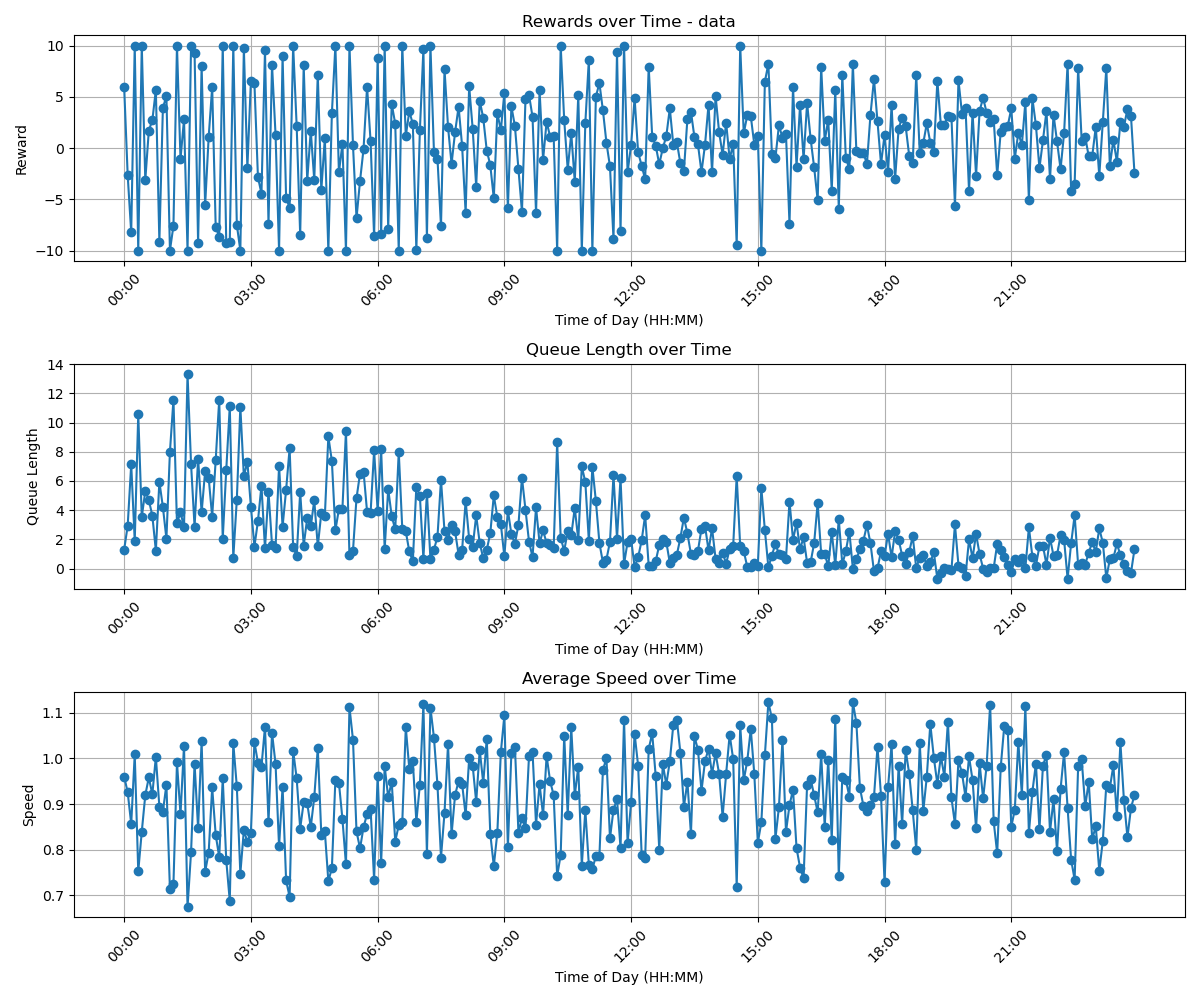 Rewards over Time - data
10
5
0
−5
−10
Reward
00:00 03:00 06:00 09:00 12:00 15:00 18:00 21:00
Time of Day (HH:MM)
Queue Length over Time
14
12
10
8
6
4
2
0
Queue Length
00:00 03:00 06:00 09:00 12:00 15:00 18:00 21:00
Time of Day (HH:MM)
Average Speed over Time
1.1
1.0
0.9
0.8
0.7
Speed
00:00 03:00 06:00 09:00 12:00 15:00 18:00 21:00
Time of Day (HH:MM)